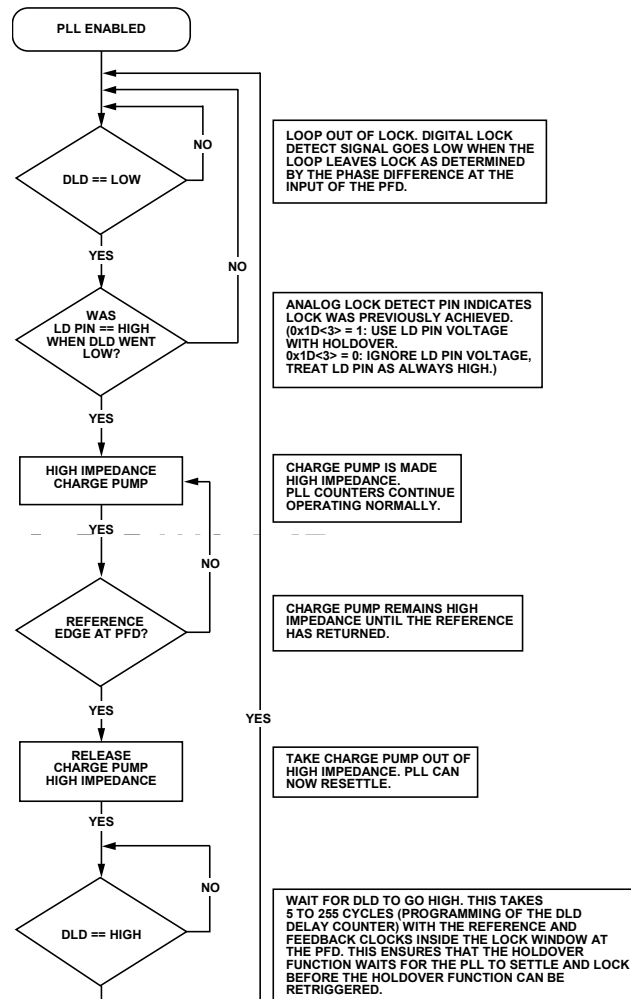 PLL ENABLED
NO
DLD == LOW
LOOP OUT OF LOCK. DIGITAL LOCK
DETECT SIGNAL GOES LOW WHEN THE
LOOP LEAVES LOCK AS DETERMINED
BY THE PHASE DIFFERENCE AT THE
INPUT OF THE PFD.
YES
NO
WAS
LD PIN == HIGH
WHEN DLD WENT
LOW?
ANALOG LOCK DETECT PIN INDICATES
LOCK WAS PREVIOUSLY ACHIEVED.
(0x1D<3> = 1: USE LD PIN VOLTAGE
WITH HOLDOVER.
0x1D<3> = 0: IGNORE LD PIN VOLTAGE,
TREAT LD PIN AS ALWAYS HIGH.)
YES
HIGH IMPEDANCE
CHARGE PUMP
CHARGE PUMP IS MADE
HIGH IMPEDANCE.
PLL COUNTERS CONTINUE
OPERATING NORMALLY.
YES
NO
REFERENCE
EDGE AT PFD?
CHARGE PUMP REMAINS HIGH
IMPEDANCE UNTIL THE REFERENCE
HAS RETURNED.
YES
YES
RELEASE
CHARGE PUMP
HIGH IMPEDANCE
TAKE CHARGE PUMP OUT OF
HIGH IMPEDANCE. PLL CAN
NOW RESETTLE.
YES
NO
DLD == HIGH
WAIT FOR DLD TO GO HIGH. THIS TAKES
5 TO 255 CYCLES (PROGRAMMING OF THE DLD
DELAY COUNTER) WITH THE REFERENCE AND
FEEDBACK CLOCKS INSIDE THE LOCK WINDOW AT
THE PFD. THIS ENSURES THAT THE HOLDOVER
FUNCTION WAITS FOR THE PLL TO SETTLE AND LOCK
BEFORE THE HOLDOVER FUNCTION CAN BE
RETRIGGERED.